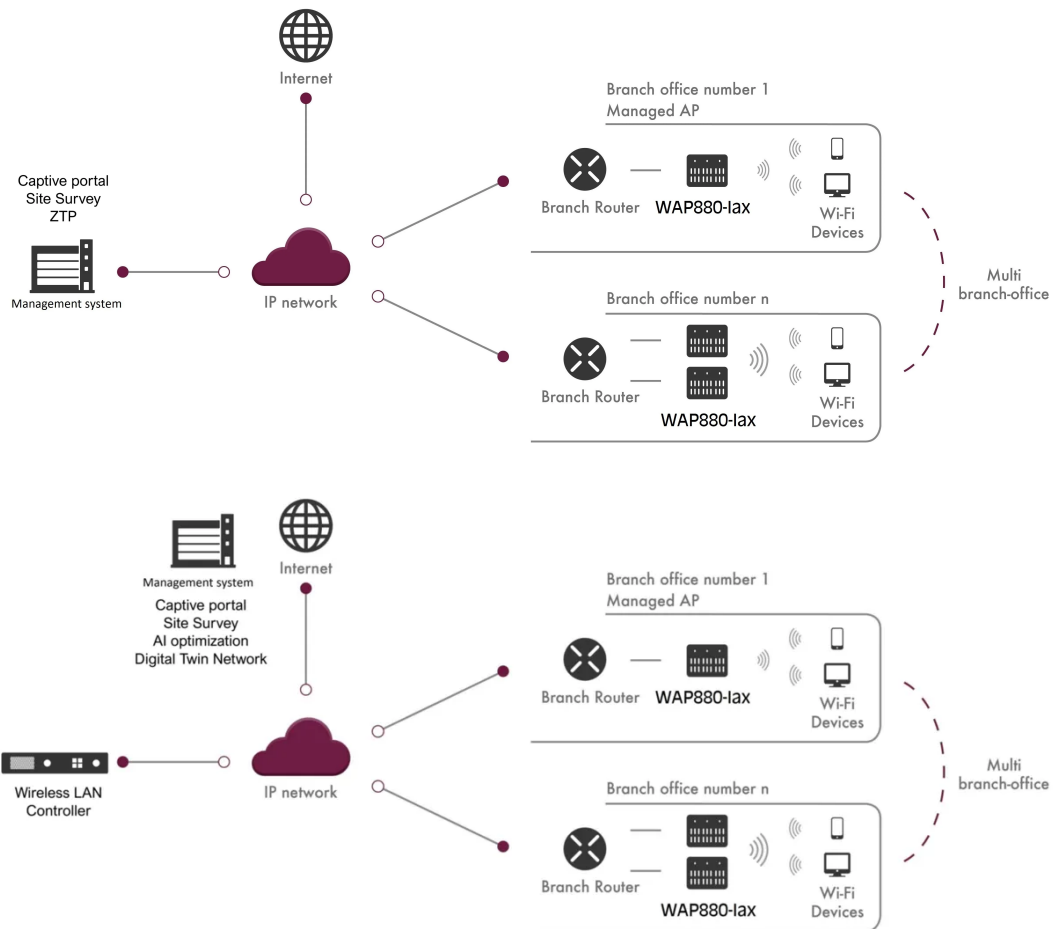 Internet
Captive portal
Site Survey
ZTP
Management system
IP network
Branch office number 1
Managed AP
Branch Router
WAP880-lax
Wi-Fi
Devices
Branch office number n
Branch Router
WAP880-lax
Wi-Fi
Devices
Multi
branch-office
Management system
Captive portal
Site Survey
AI optimization
Digital Twin Network
Internet
Wireless LAN
Controller
IP network
Branch office number 1
Managed AP
Branch Router
WAP880-lax
Wi-Fi
Devices
Branch office number n
Branch Router
WAP880-lax
Wi-Fi
Devices
Multi
branch-office